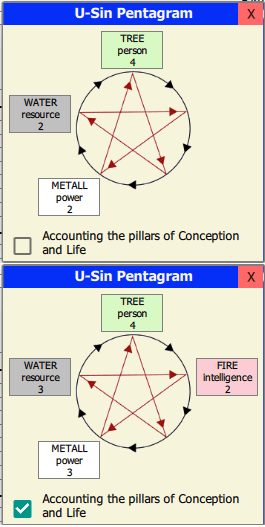 U-Sin Pentagram X
TREE
person
4
WATER
resource
2
METALL
power
2
Accounting the pillars of Conception
and Life
U-Sin Pentagram X
TREE
person
4
WATER
resource
3
FIRE
intelligence
2
METALL
power
3
Accounting the pillars of Conception
and Life